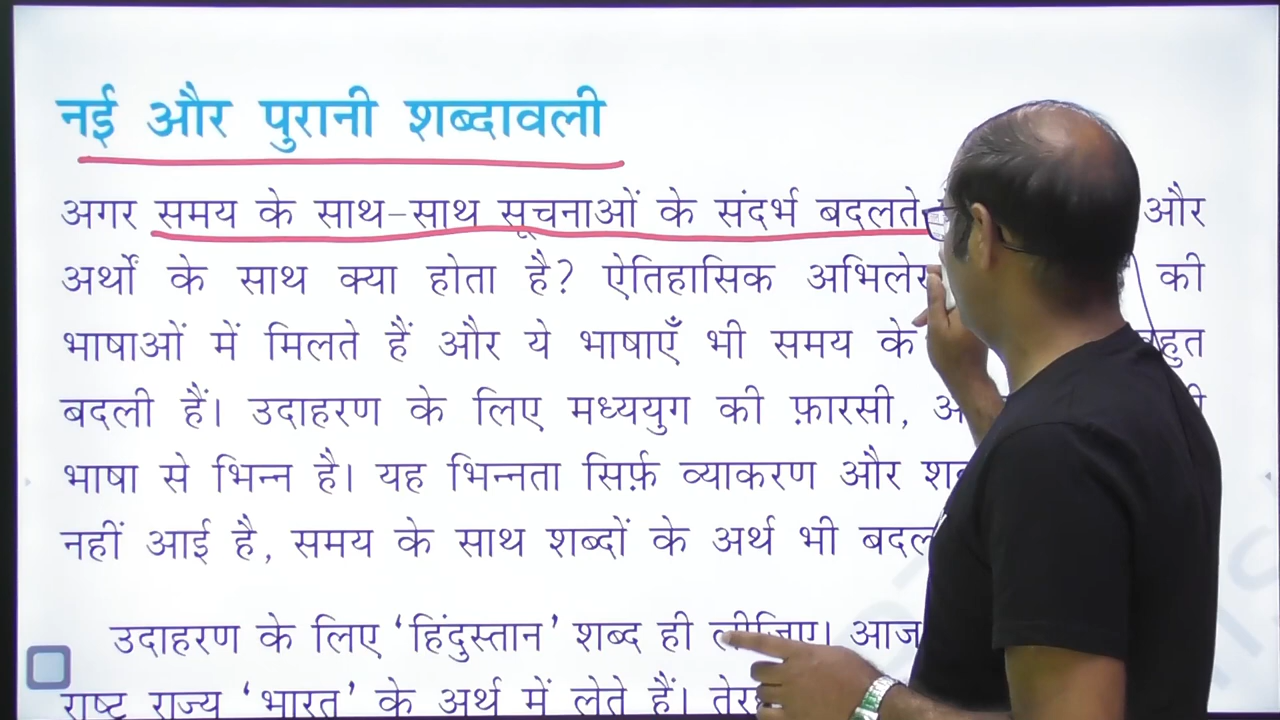 नई और पुरानी शब्दावली
अगर समय के साथ-साथ सूचनाओं के संदर्भ बदलते और
अर्थों के साथ क्या होता है? ऐतिहासिक की
भाषाओं में मिलते हैं और ये भाषाएँ भी समय के
बदली हैं। उदाहरण के लिए मध्ययुग की फ़ारसी,
भाषा से भिन्न है। यह भिन्नता सिर्फ़ व्याकरण और
नहीं आई है, समय के साथ शब्दों के अर्थ भी
उदाहरण के लिए ‘हिंदुस्तान’ शब्द ही लीजिए। आज
राष्ट्र राज्य ‘भारत’ के अर्थ में लेते हैं।